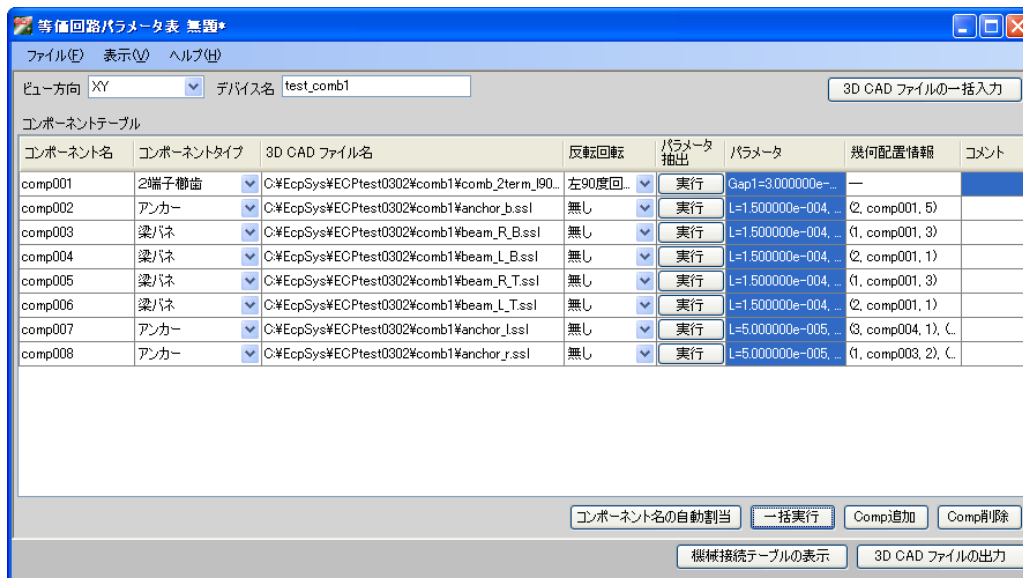 等価回路パラメータ表 無題*
ファイル(F) 表示(V) ヘルプ(H)
ビュー方向 XY デバイス名 test_comb1 3D CAD ファイルの一括入力
コンポーネントテーブル
コンポーネント名 コンポーネントタイプ 3D CAD ファイル名 反転回転 パラメータ抽出 パラメータ 幾何配置情報 コメント
comp001 2端子櫛歯 C:¥EcpSys¥ECPtest0302¥comb1¥comb_2term_l90... 左90度回... 実行 Gap1=3.000000e-... —
comp002 アンカー C:¥EcpSys¥ECPtest0302¥comb1¥anchor_b.ssl 無し 実行 L=1.500000e-004, ... (2, comp001, 5)
comp003 梁バネ C:¥EcpSys¥ECPtest0302¥comb1¥beam_R_B.ssl 無し 実行 L=1.500000e-004, ... (1, comp001, 3)
comp004 梁バネ C:¥EcpSys¥ECPtest0302¥comb1¥beam_L_B.ssl 無し 実行 L=1.500000e-004, ... (2, comp001, 1)
comp005 梁バネ C:¥EcpSys¥ECPtest0302¥comb1¥beam_R_T.ssl 無し 実行 L=1.500000e-004, ... (1, comp001, 3)
comp006 梁バネ C:¥EcpSys¥ECPtest0302¥comb1¥beam_L_T.ssl 無し 実行 L=1.500000e-004, ... (2, comp001, 1)
comp007 アンカー C:¥EcpSys¥ECPtest0302¥comb1¥anchor_l.ssl 無し 実行 L=5.000000e-005, ... (3, comp004, 1), (...
comp008 アンカー C:¥EcpSys¥ECPtest0302¥comb1¥anchor_r.ssl 無し 実行 L=5.000000e-005, ... (1, comp003, 2), (...
コンポーネント名の自動割当 一括実行 Comp追加 Comp削除
機械接続テーブルの表示 3D CAD ファイルの出力